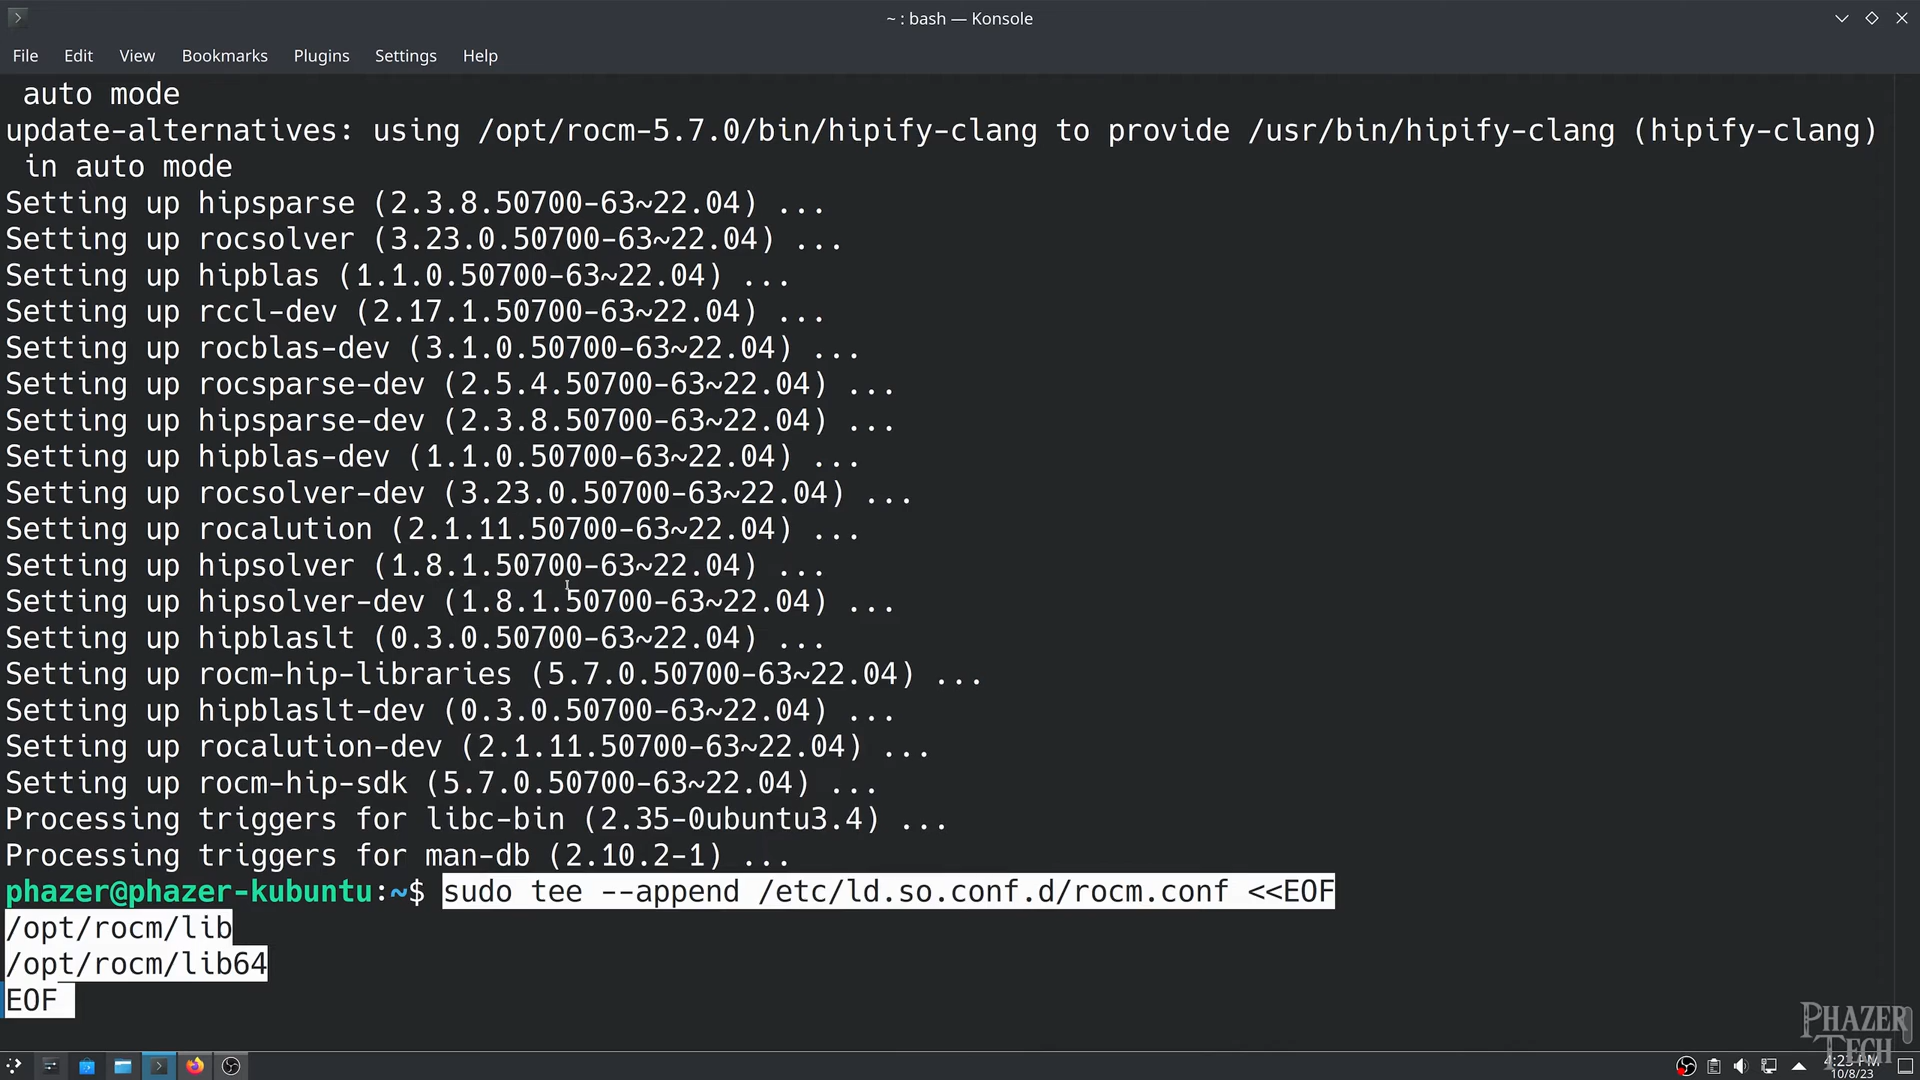 ~ : bash — Konsole
File Edit View Bookmarks Plugins Settings Help
auto mode
update-alternatives: using /opt/rocm-5.7.0/bin/hipify-clang to provide /usr/bin/hipify-clang (hipify-clang)
in auto mode
Setting up hipsparse (2.3.8.50700-63~22.04) ...
Setting up rocsolver (3.23.0.50700-63~22.04) ...
Setting up hipblas (1.1.0.50700-63~22.04) ...
Setting up rccl-dev (2.17.1.50700-63~22.04) ...
Setting up rocblas-dev (3.1.0.50700-63~22.04) ...
Setting up rocsparse-dev (2.5.4.50700-63~22.04) ...
Setting up hipsparse-dev (2.3.8.50700-63~22.04) ...
Setting up hipblas-dev (1.1.0.50700-63~22.04) ...
Setting up rocsolver-dev (3.23.0.50700-63~22.04) ...
Setting up rocalution (2.1.11.50700-63~22.04) ...
Setting up hipsolver (1.8.1.50700-63~22.04) ...
Setting up hipsolver-dev (1.8.1.50700-63~22.04) ...
Setting up hipblaslt (0.3.0.50700-63~22.04) ...
Setting up rocm-hip-libraries (5.7.0.50700-63~22.04) ...
Setting up hipblaslt-dev (0.3.0.50700-63~22.04) ...
Setting up rocalution-dev (2.1.11.50700-63~22.04) ...
Setting up rocm-hip-sdk (5.7.0.50700-63~22.04) ...
Processing triggers for libc-bin (2.35-0ubuntu3.4) ...
Processing triggers for man-db (2.10.2-1) ...
phazer@phazer-kubuntu:~$ sudo tee --append /etc/ld.so.conf.d/rocm.conf <<EOF
/opt/rocm/lib
/opt/rocm/lib64
EOF
PHAZER
TECH
4:23 PM
10/8/23